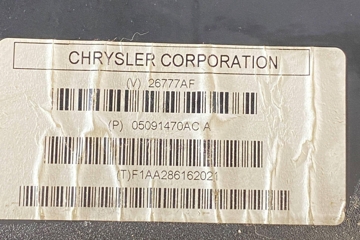 CHRYSLER CORPORATION
(V) 26777AF
(P) 05091470AC A
(T)F1AA286162021